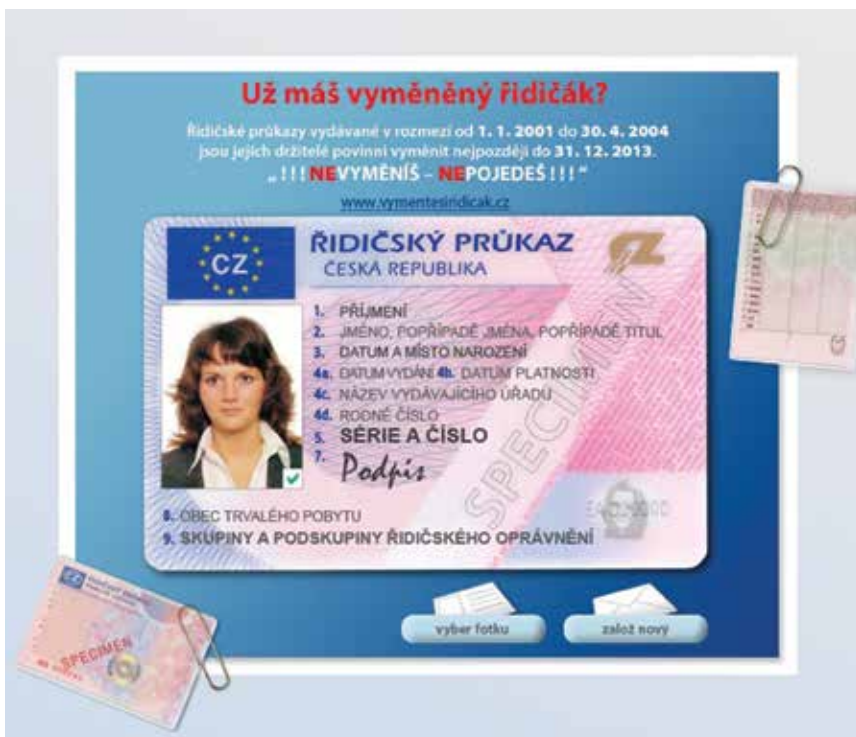 Už máš vyměněný řidičák?
Řidičské průkazy vydávané v rozmezí od 1. 1. 2001 do 30. 4. 2004
jsou jejich držitelé povinni vyměnit nejpozději do 31. 12. 2013.
„ !!! NEVYMĚNÍŠ – NEPOJEDEŠ !!! “
www.vymentesiridicak.cz
CZ
ŘIDIČSKÝ PRŮKAZ
ČESKÁ REPUBLIKA
CZ
1. PŘÍJMENÍ
2. JMÉNO, POPŘÍPADĚ JMÉNA, POPŘÍPADĚ TITUL
3. DATUM A MÍSTO NAROZENÍ
4a. DATUM VYDÁNÍ 4b. DATUM PLATNOSTI
4c. NÁZEV VYDÁVAJÍCÍHO ÚŘADU
4d. RODNÉ ČÍSLO
5. SÉRIE A ČÍSLO
7. Podpis
SPECIMEN
8. OBEC TRVALÉHO POBYTU
9. SKUPINY A PODSKUPINY ŘIDIČSKÉHO OPRÁVNĚNÍ
CZ
ŘIDIČSKÝ PRŮKAZ
SPECIMEN
vyber fotku
založ nový